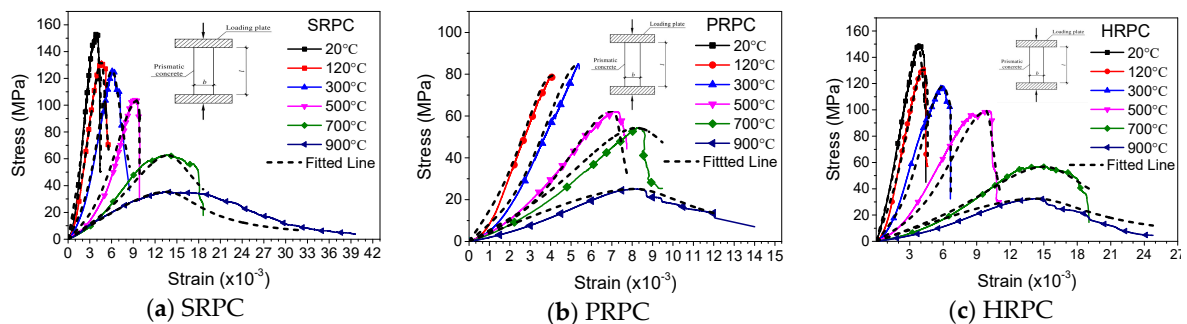 SRPC
Loading plate
Prismatic
concrete
b
l
20°C
120°C
300°C
500°C
700°C
900°C
Fitted Line
Stress (MPa)
160
140
120
100
80
60
40
20
0
0 3 6 9 12 15 18 21 24 27 30 33 36 39 42
Strain (x10-3)
(a) SRPC
PRPC
Loading plate
Prismatic
concrete
b
l
20°C
120°C
300°C
500°C
700°C
900°C
Fittted Line
Stress (MPa)
100
80
60
40
20
0
0 1 2 3 4 5 6 7 8 9 10 11 12 13 14 15
Strain (x10-3)
(b) PRPC
HRPC
Loading plate
Prismatic
concrete
b
l
20°C
120°C
300°C
500°C
700°C
900°C
Fittted Line
Stress (MPa)
160
140
120
100
80
60
40
20
0
3 6 9 12 15 18 21 24 27
Strain (x10-3)
(c) HRPC